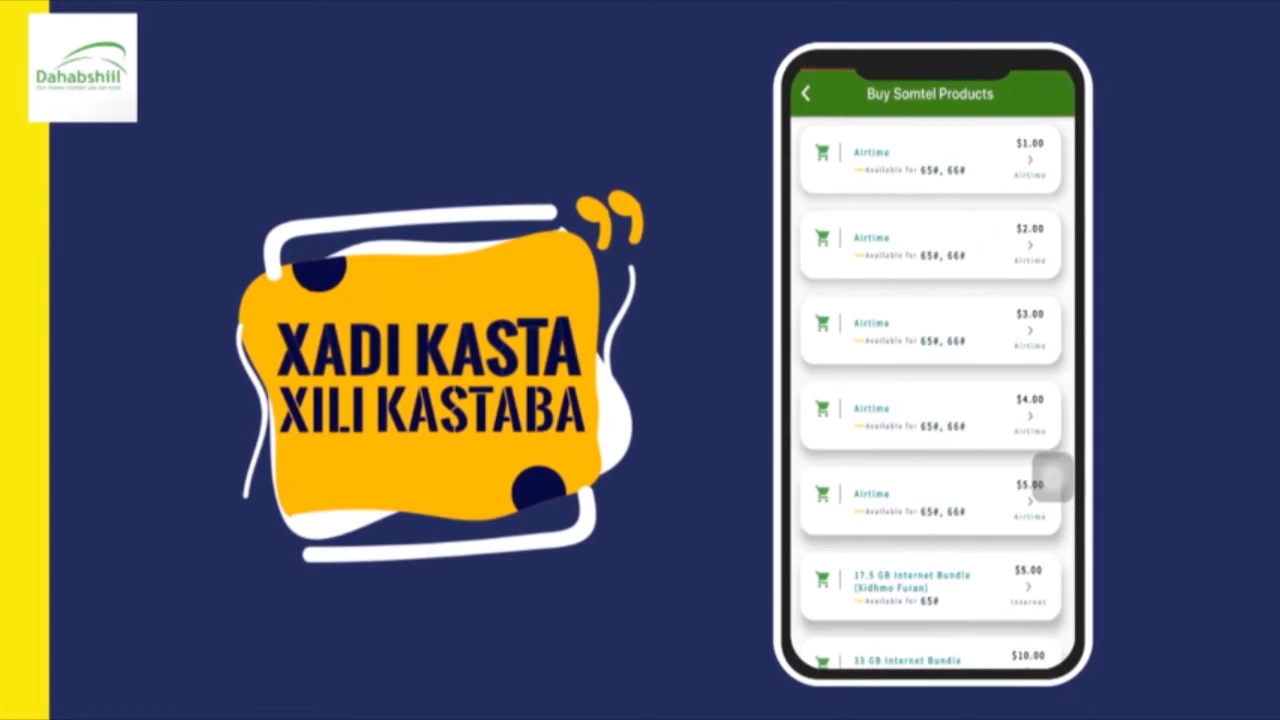 Dahabshiil
XADI KASTA
XILI KASTABA
Buy Somtel Products
Airtime
Available for 65#, 66#
$1.00
Airtime
Airtime
Available for 65#, 66#
$2.00
Airtime
Airtime
Available for 65#, 66#
$3.00
Airtime
Airtime
Available for 65#, 66#
$4.00
Airtime
Airtime
Available for 65#, 66#
$5.00
Airtime
17.5 GB Internet Bundle
(Xidhmo Furan)
Available for 65#
$5.00
Internet
33 GB Internet Bundle
$10.00